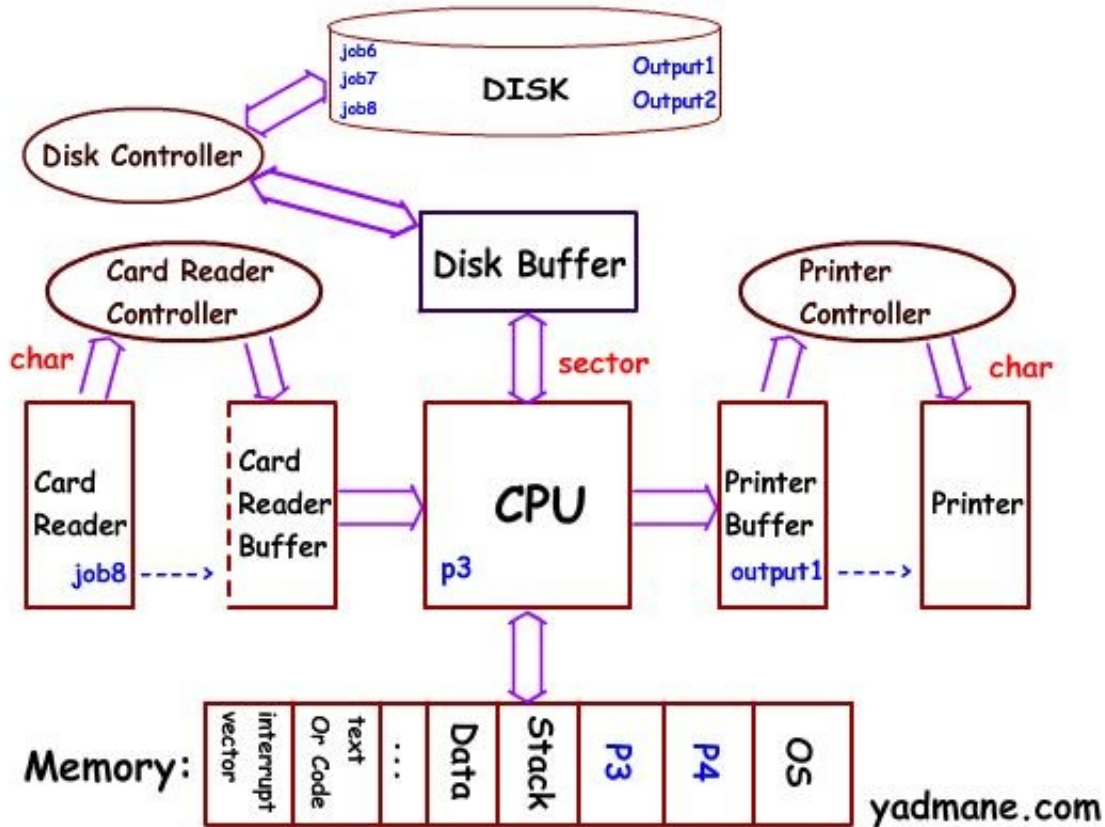 job6
job7
job8
DISK
Output1
Output2
Disk Controller
Disk Buffer
Card Reader
Controller
Printer
Controller
char
sector
char
Card
Reader
job8
Card
Reader
Buffer
CPU
p3
Printer
Buffer
output1
Printer
Memory:
interrupt
vector
text
Or Code
...
Data
Stack
P3
P4
OS
yadmane.com